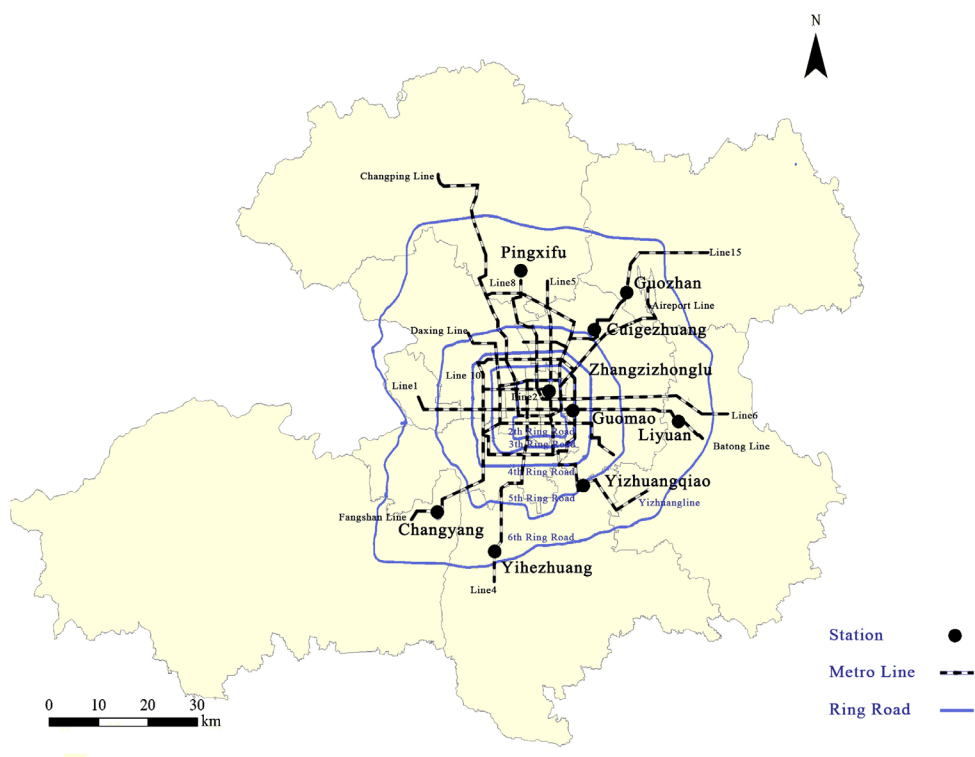 N
Changping Line
Pingxifu
Line15
Line8
Line5
Guozhan
Aireport Line
Cuigezhuang
Daxing Line
Zhangzizhonglu
Line 10
Line1
Line2
Line6
Guomao
Liyuan
2th Ring Road
3th Ring Road
Batong Line
4th Ring Road
Yizhuangqiao
5th Ring Road
Yizhuangline
Fangshan Line
Changyang
6th Ring Road
Yihezhuang
Line4
Station
Metro Line
Ring Road
0 10 20 30
km